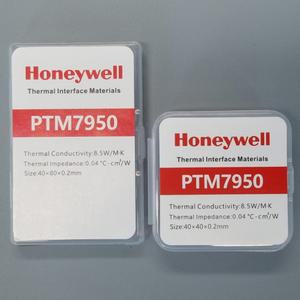 Honeywell
Thermal Interface Materials
PTM7950
Thermal Conductivity:8.5W/M·K
Thermal Impedance:0.04 °C·cm²/W
Size:40×80×0.2mm
Honeywell
Thermal Interface Materials
PTM7950
Thermal Conductivity:8.5W/M·K
Thermal Impedance:0.04 °C·cm²/W
Size:40×40×0.2mm